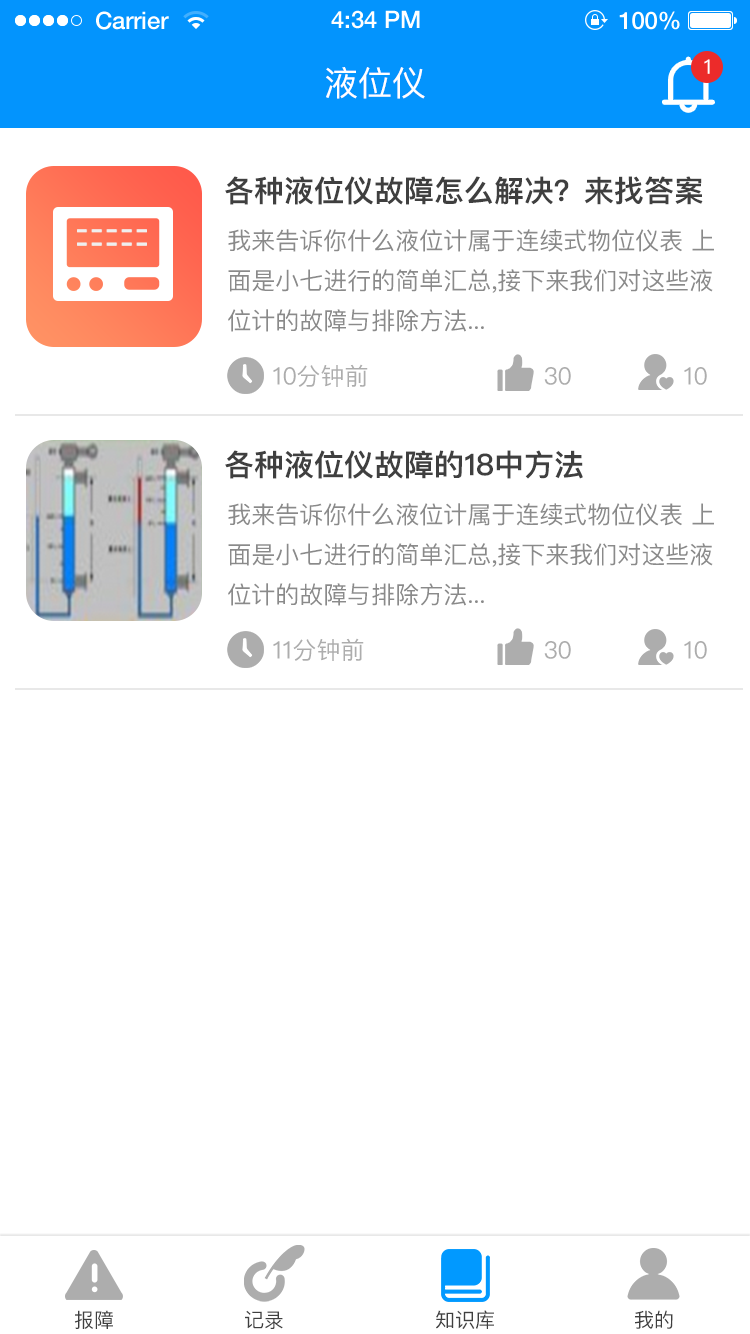 Carrier 4:34 PM 100%
液位仪
1
各种液位仪故障怎么解决？来找答案
我来告诉你什么液位计属于连续式物位仪表 上
面是小七进行的简单汇总,接下来我们对这些液
位计的故障与排除方法...
10分钟前 30 10
各种液位仪故障的18中方法
我来告诉你什么液位计属于连续式物位仪表 上
面是小七进行的简单汇总,接下来我们对这些液
位计的故障与排除方法...
11分钟前 30 10
报障 记录 知识库 我的